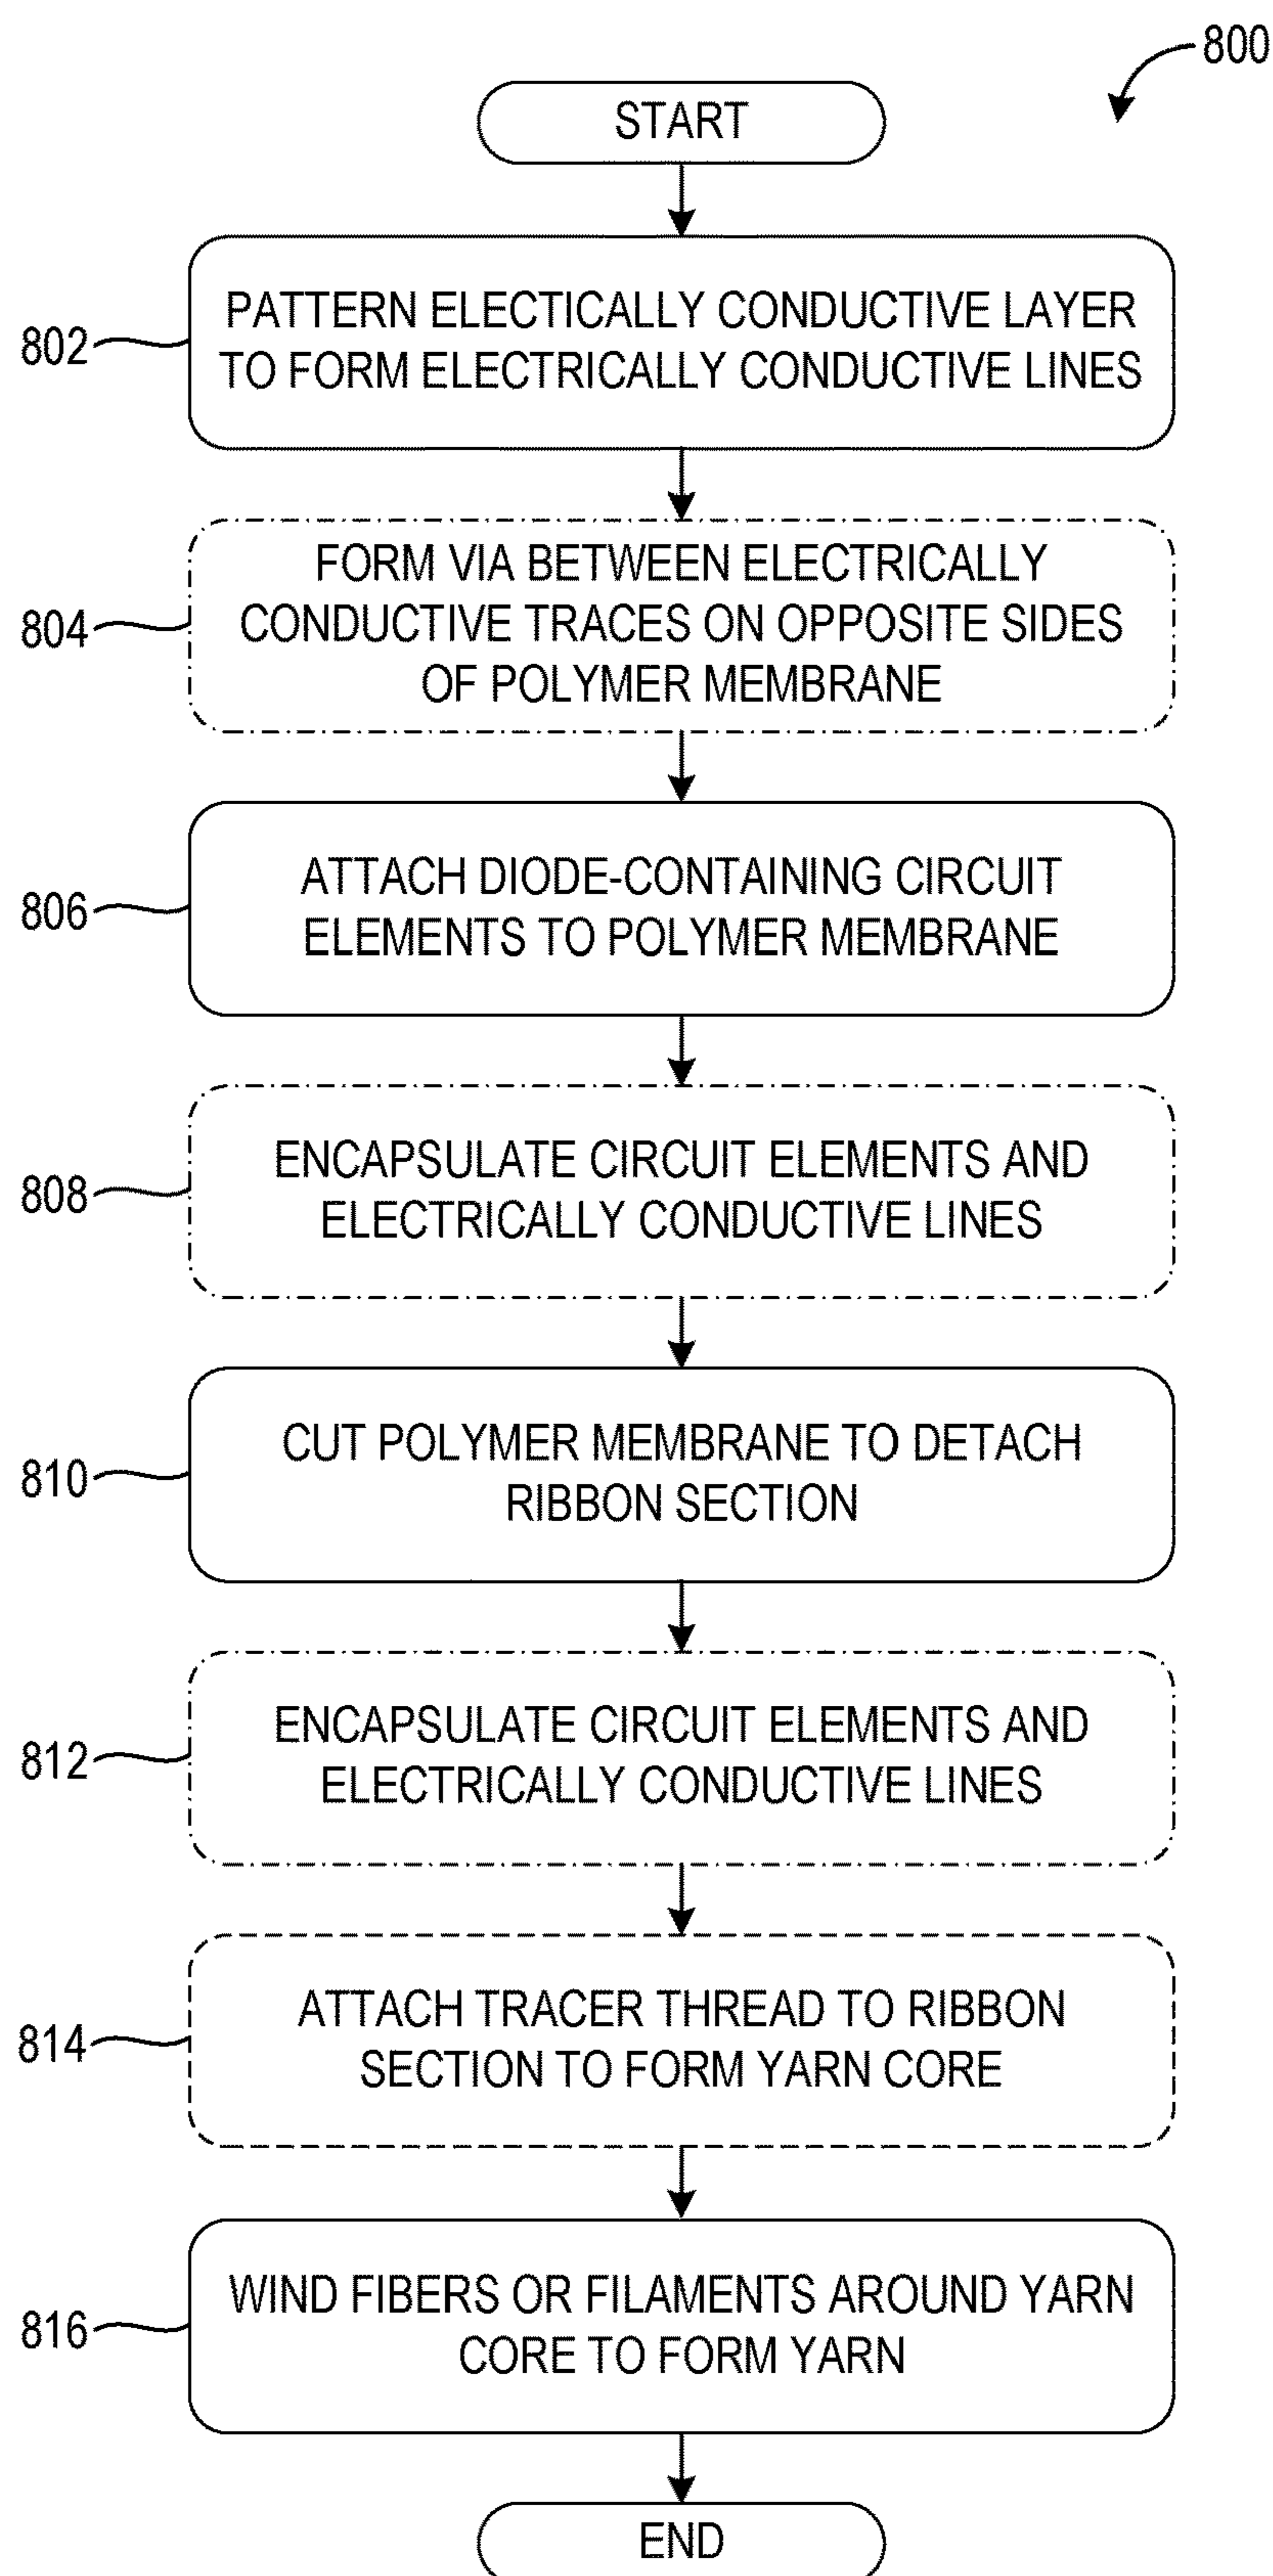 800
START
802
PATTERN ELECTICALLY CONDUCTIVE LAYER
TO FORM ELECTRICALLY CONDUCTIVE LINES
804
FORM VIA BETWEEN ELECTRICALLY
CONDUCTIVE TRACES ON OPPOSITE SIDES
OF POLYMER MEMBRANE
806
ATTACH DIODE-CONTAINING CIRCUIT
ELEMENTS TO POLYMER MEMBRANE
808
ENCAPSULATE CIRCUIT ELEMENTS AND
ELECTRICALLY CONDUCTIVE LINES
810
CUT POLYMER MEMBRANE TO DETACH
RIBBON SECTION
812
ENCAPSULATE CIRCUIT ELEMENTS AND
ELECTRICALLY CONDUCTIVE LINES
814
ATTACH TRACER THREAD TO RIBBON
SECTION TO FORM YARN CORE
816
WIND FIBERS OR FILAMENTS AROUND YARN
CORE TO FORM YARN
END